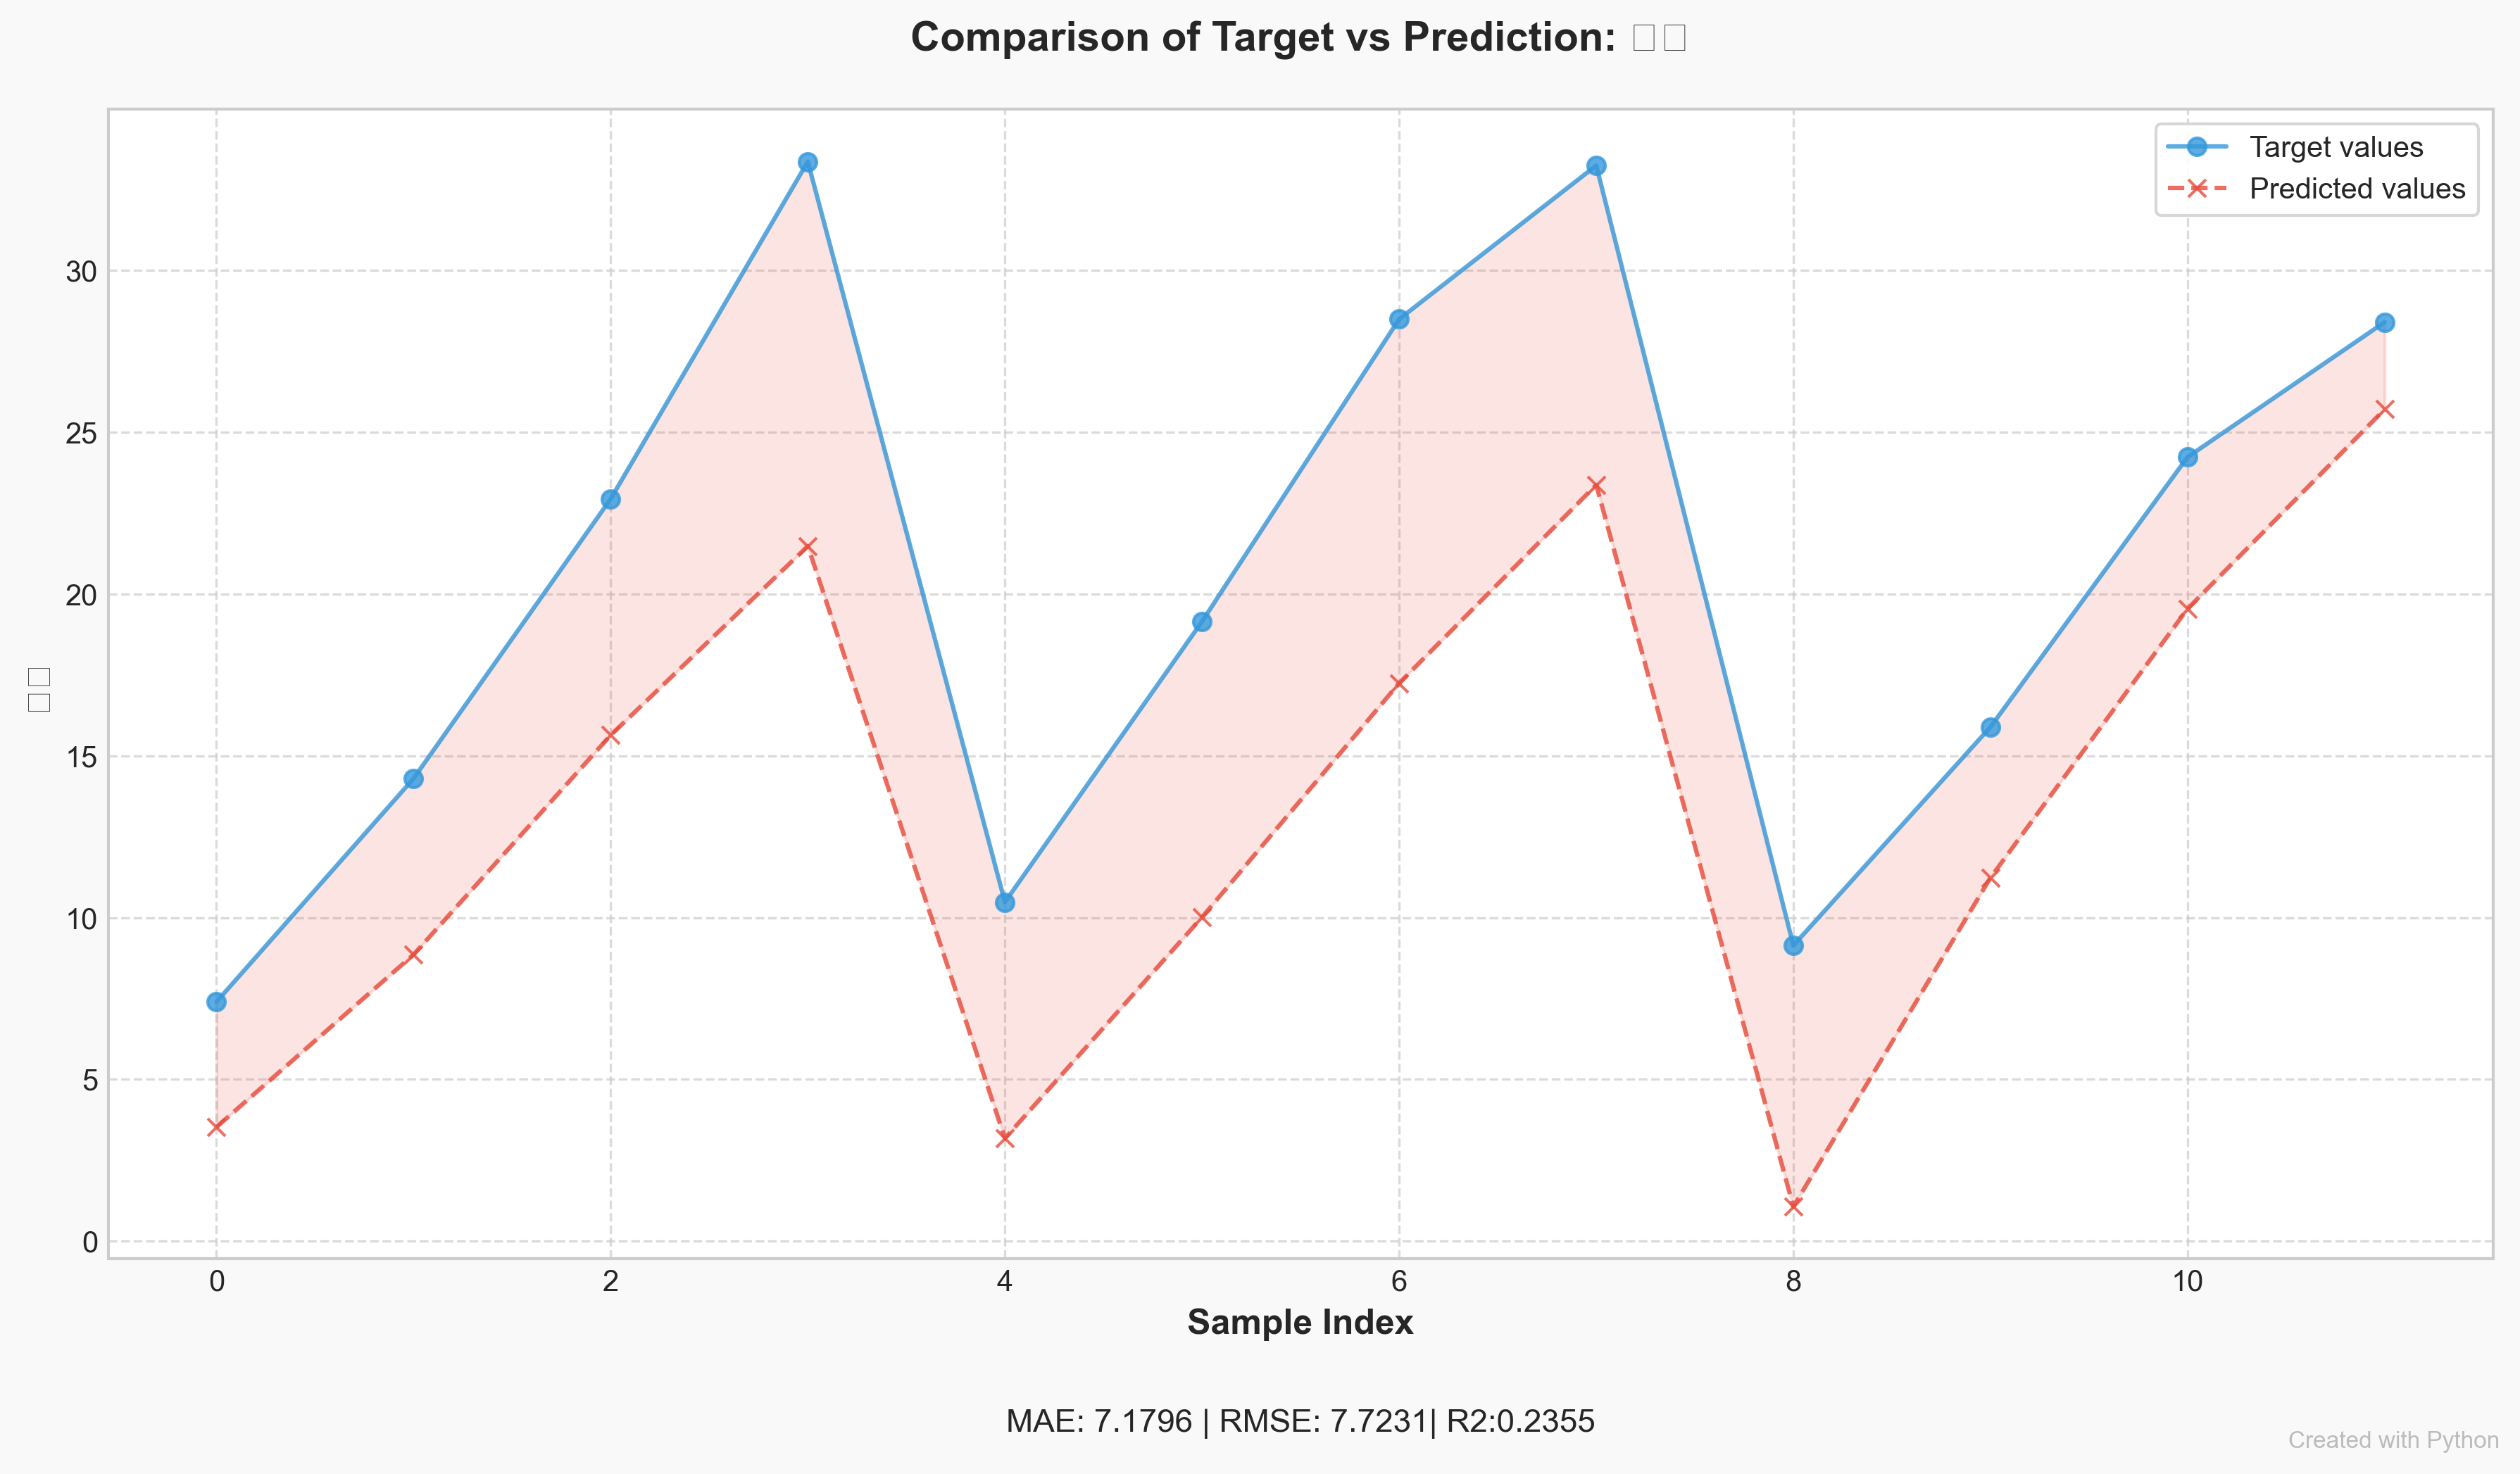 Comparison of Target vs Prediction:
Target values
Predicted values
30
25
20
15
10
5
0
0 2 4 6 8 10
Sample Index
MAE: 7.1796 | RMSE: 7.7231| R2:0.2355
Created with Python